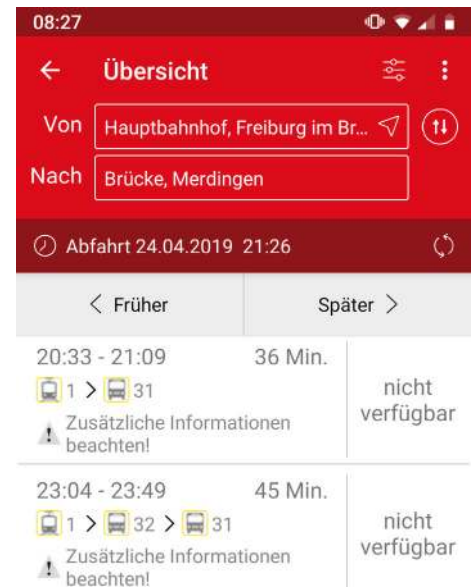 08:27
Übersicht
Von Hauptbahnhof, Freiburg im Br...
Nach Brücke, Merdingen
Abfahrt 24.04.2019 21:26
< Früher Später >
20:33 - 21:09 36 Min.
1 > 31
nicht
verfügbar
Zusätzliche Informationen
beachten!
23:04 - 23:49 45 Min.
1 > 32 > 31
nicht
verfügbar
Zusätzliche Informationen
beachten!